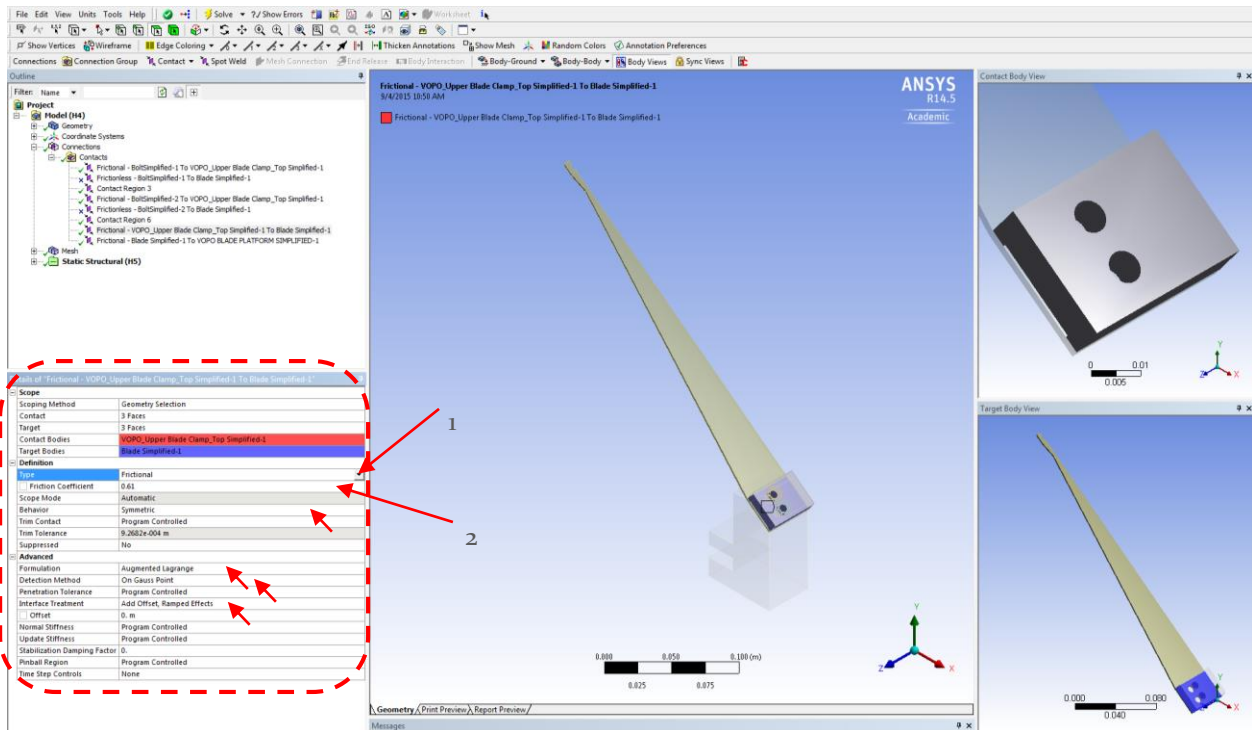 File Edit View Units Tools Help Solve ?/ Show Errors A Worksheet
Show Vertices Wireframe Edge Coloring Thicken Annotations Show Mesh Random Colors Annotation Preferences
Connections Connection Group Contact Spot Weld Mesh Connection End Release Body Interaction Body-Ground Body-Body Body Views Sync Views
Outline
Filter: Name
Project
Model (H4)
Geometry
Coordinate Systems
Connections
Contacts
Frictional - BoltSimplified-1 To VOPO_Upper Blade Clamp_Top Simplified-1
Frictionless - BoltSimplified-1 To Blade Simplified-1
Contact Region 3
Frictional - BoltSimplified-2 To VOPO_Upper Blade Clamp_Top Simplified-1
Frictionless - BoltSimplified-2 To Blade Simplified-1
Contact Region 6
Frictional - VOPO_Upper Blade Clamp_Top Simplified-1 To Blade Simplified-1
Frictional - Blade Simplified-1 To VOPO BLADE PLATFORM SIMPLIFIED-1
Mesh
Static Structural (H5)
Details of "Frictional - VOPO_Upper Blade Clamp_Top Simplified-1 To Blade Simplified-1"
Scope
Scoping Method Geometry Selection
Contact 3 Faces
Target 3 Faces
Contact Bodies VOPO_Upper Blade Clamp_Top Simplified-1
Target Bodies Blade Simplified-1
Definition
Type Frictional
Friction Coefficient 0.61
Scope Mode Automatic
Behavior Symmetric
Trim Contact Program Controlled
Trim Tolerance 9.2682e-004 m
Suppressed No
Advanced
Formulation Augmented Lagrange
Detection Method On Gauss Point
Penetration Tolerance Program Controlled
Interface Treatment Add Offset, Ramped Effects
Offset 0. m
Normal Stiffness Program Controlled
Update Stiffness Program Controlled
Stabilization Damping Factor 0.
Pinball Region Program Controlled
Time Step Controls None
1
2
Frictional - VOPO_Upper Blade Clamp_Top Simplified-1 To Blade Simplified-1
9/4/2015 10:50 AM
Frictional - VOPO_Upper Blade Clamp_Top Simplified-1 To Blade Simplified-1
ANSYS
R14.5
Academic
0.000 0.050 0.100 (m)
0.025 0.075
Y
Z X
Geometry Print Preview Report Preview
Messages
Contact Body View
0 0.01
0.005
Y
Z X
Target Body View
0.000 0.080
0.040
Y
Z X